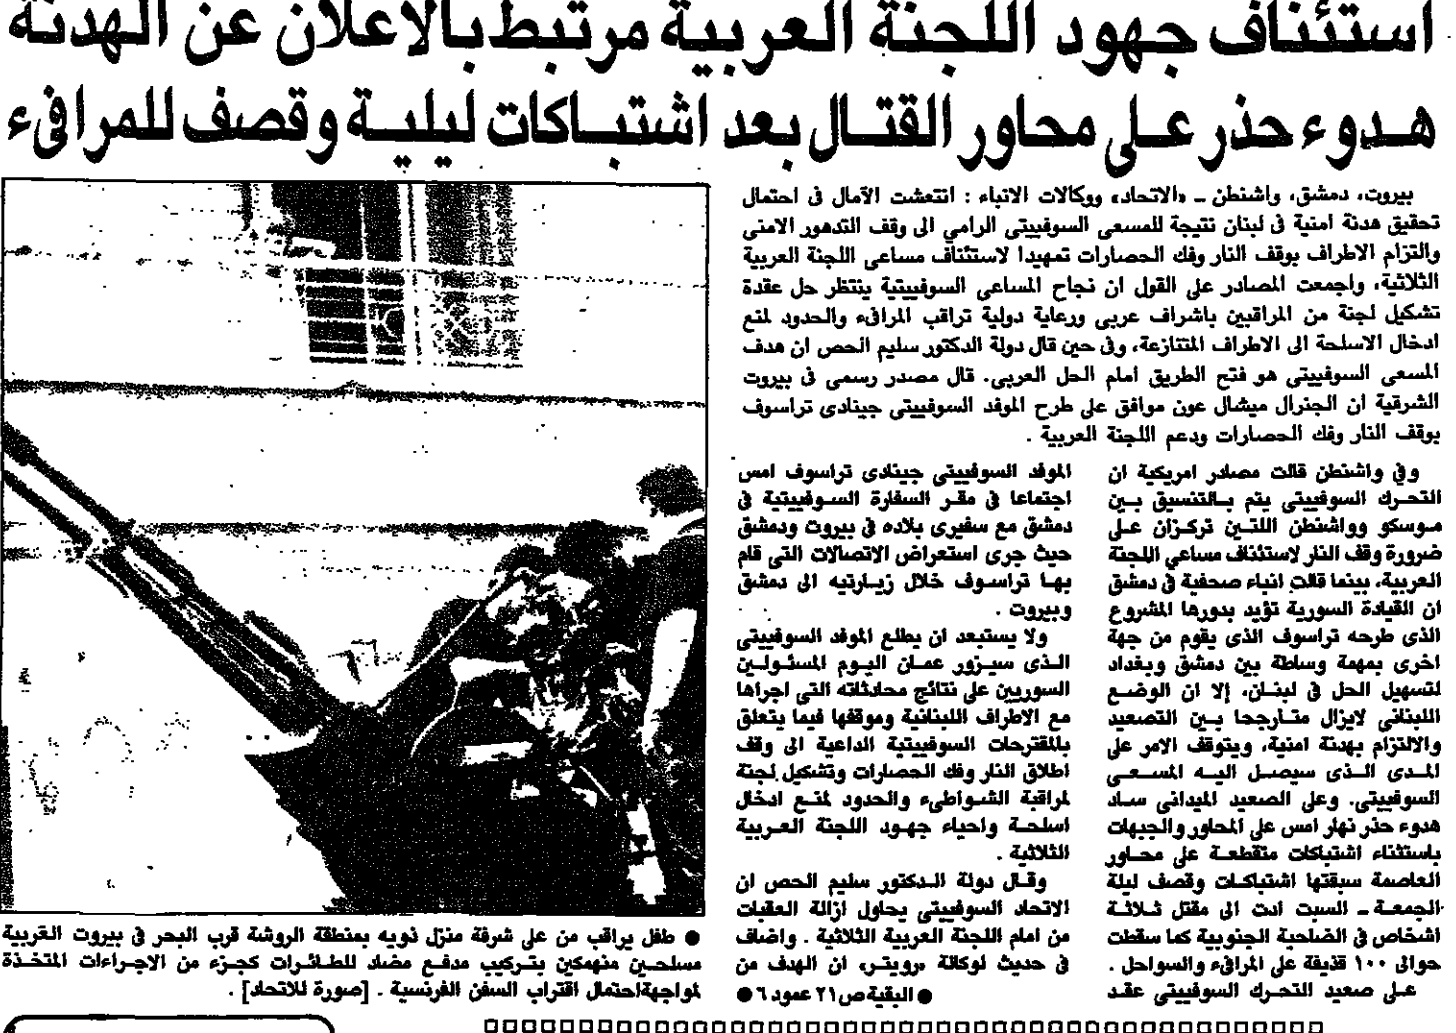 استئناف جهود اللجنة العربية مرتبط بالاعلان عن الهدنة
هدوء حذر على محاور القتال بعد اشتباكات ليلية وقصف للمرافىء
بيروت، دمشق، واشنطن ـ «الاتحاد» ووكالات الانباء : انتعشت الآمال فى احتمال
تحقيق هدنة امنية فى لبنان نتيجة للمسعى السوفييتى الرامي الى وقف التدهور الامنى
والتزام الاطراف بوقف النار وفك الحصارات تمهيدا لاستئناف مساعى اللجنة العربية
الثلاثية، واجمعت المصادر على القول ان نجاح المساعى السوفييتية ينتظر حل عقدة
تشكيل لجنة من المراقبين باشراف عربى ورعاية دولية تراقب المرافىء والحدود لمنع
ادخال الاسلحة الى الاطراف المتنازعة، وفى حين قال دولة الدكتور سليم الحص ان هدف
المسعى السوفييتى هو فتح الطريق امام الحل العربى. قال مصدر رسمى فى بيروت
الشرقية ان الجنرال ميشال عون موافق على طرح الموفد السوفييتى جينادى تراسوف
بوقف النار وفك الحصارات ودعم اللجنة العربية .
وفي واشنطن قالت مصادر امريكية ان
التحرك السوفييتى يتم بالتنسيق بين
موسكو وواشنطن اللتين تركزان على
ضرورة وقف النار لاستئناف مساعي اللجنة
العربية، بينما قالت انباء صحفية فى دمشق
ان القيادة السورية تؤيد بدورها المشروع
الذى طرحه تراسوف الذى يقوم من جهة
اخرى بمهمة وساطة بين دمشق وبغداد
لتسهيل الحل فى لبنان، إلا ان الوضع
اللبنانى لايزال متارجحا بين التصعيد
والالتزام بهدنة امنية، ويتوقف الامر على
المدى الذى سيصل اليه المسعى
السوفييتى. وعلى الصعيد الميدانى ساد
هدوء حذر نهار امس على المحاور والجبهات
باستثناء اشتباكات متقطعة على محاور
العاصمة سبقتها اشتباكات وقصف ليلة
الجمعة ـ السبت ادت الى مقتل ثلاثة
اشخاص فى الضاحية الجنوبية كما سقطت
حوالى ١٠٠ قذيفة على المرافىء والسواحل .
على صعيد التحرك السوفييتى عقد
الموفد السوفييتى جينادى تراسوف امس
اجتماعا فى مقر السفارة السوفييتية فى
دمشق مع سفيرى بلاده فى بيروت ودمشق
حيث جرى استعراض الاتصالات التى قام
بها تراسوف خلال زيارتيه الى دمشق
وبيروت .
ولا يستبعد ان يطلع الموفد السوفييتى
الذى سيزور عمان اليوم المسئولين
السوريين على نتائج محادثاته التى اجراها
مع الاطراف اللبنانية وموقفها فيما يتعلق
بالمقترحات السوفييتية الداعية الى وقف
اطلاق النار وفك الحصارات وتشكيل لجنة
لمراقبة الشواطىء والحدود لمنع ادخال
اسلحة واحياء جهود اللجنة العربية
الثلاثية .
وقال دولة الدكتور سليم الحص ان
الاتحاد السوفييتى يحاول ازالة العقبات
من امام اللجنة العربية الثلاثية . واضاف
فى حديث لوكالة «رويتر» ان الهدف من
● البقية ص ٢١ عمود ٦ ●
● طفل يراقب من على شرفة منزل ذويه بمنطقة الروشة قرب البحر فى بيروت الغربية
مسلحين منهمكين بتركيب مدفع مضاد للطائرات كجزء من الاجراءات المتخذة
لمواجهة احتمال اقتراب السفن الفرنسية . [صورة للاتحاد] .